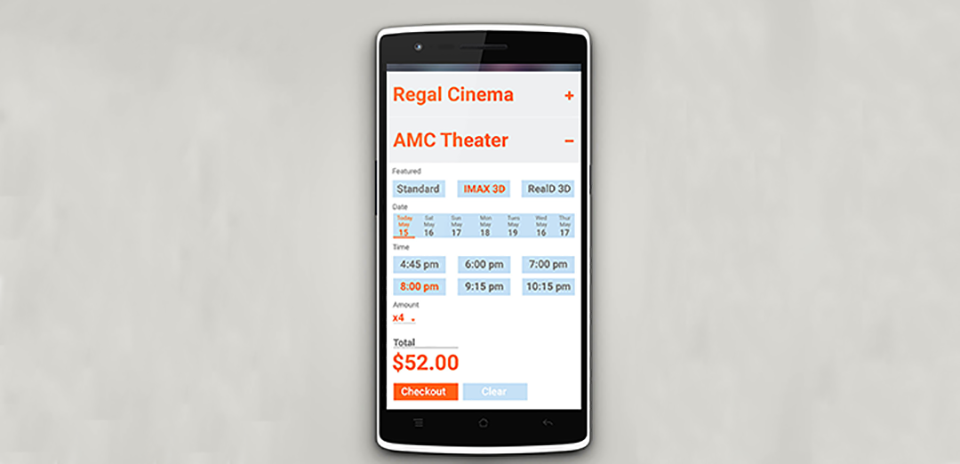 Regal Cinema +
AMC Theater −
Featured
Standard IMAX 3D RealD 3D
Date
Today Sat Sun Mon Tues Wed Thur
May May May May May May May
15 16 17 18 19 16 17
Time
4:45 pm 6:00 pm 7:00 pm
8:00 pm 9:15 pm 10:15 pm
Amount
x4
Total
$52.00
Checkout Clear